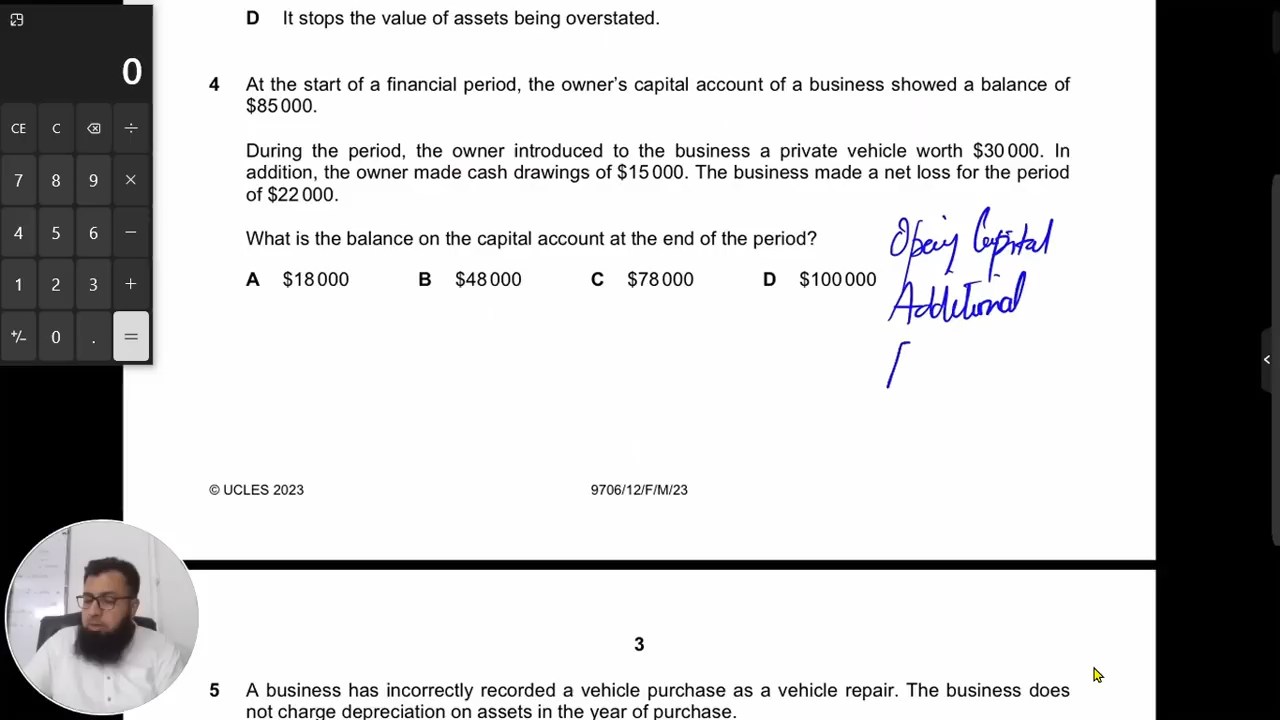 0
CE C ÷
7 8 9 ×
4 5 6 −
1 2 3 +
+/− 0 . =
D It stops the value of assets being overstated.
4 At the start of a financial period, the owner's capital account of a business showed a balance of
$85 000.
During the period, the owner introduced to the business a private vehicle worth $30 000. In
addition, the owner made cash drawings of $15 000. The business made a net loss for the period
of $22 000.
What is the balance on the capital account at the end of the period?
A $18 000 B $48 000 C $78 000 D $100 000
Opening Capital
Additional
© UCLES 2023 9706/12/F/M/23
3
5 A business has incorrectly recorded a vehicle purchase as a vehicle repair. The business does
not charge depreciation on assets in the year of purchase.